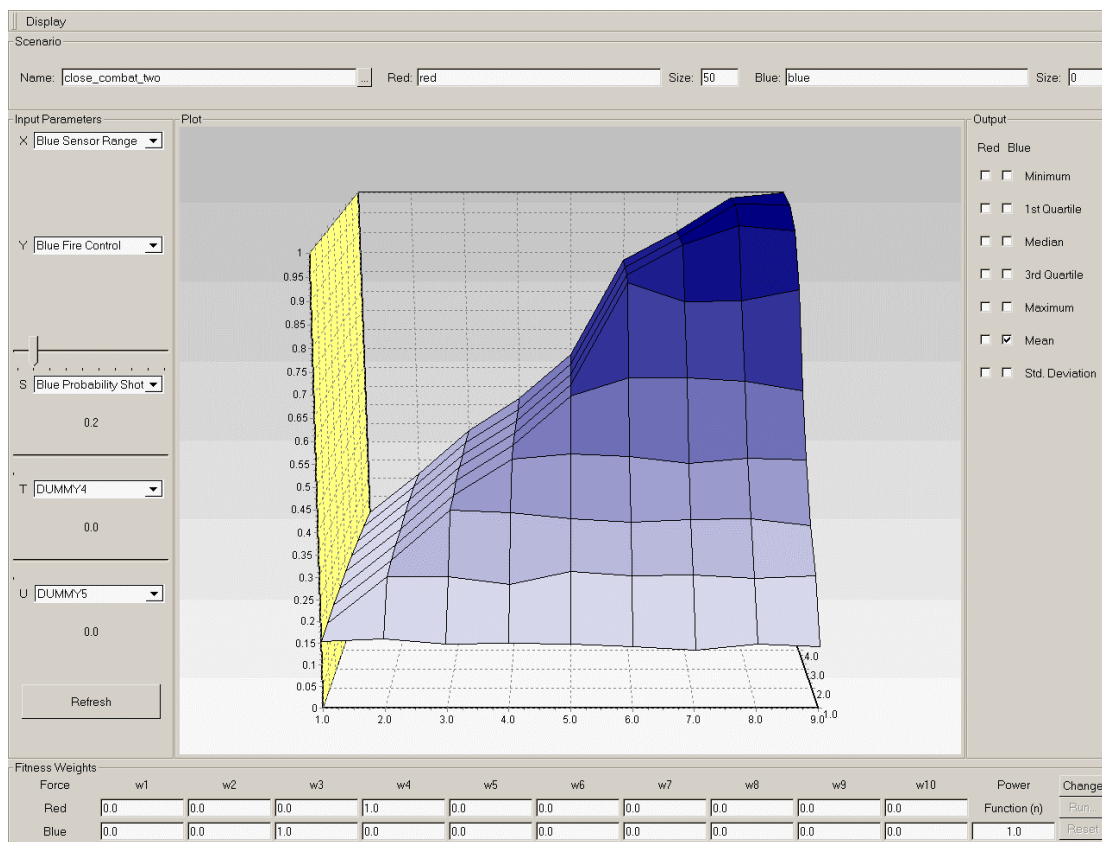 Display
Scenario
Name: close_combat_two ... Red: red Size: 50 Blue: blue Size: 0
Input Parameters
X Blue Sensor Range
Y Blue Fire Control
S Blue Probability Shot
0.2
T DUMMY4
0.0
U DUMMY5
0.0
Refresh
Plot
1
0.95
0.9
0.85
0.8
0.75
0.7
0.65
0.6
0.55
0.5
0.45
0.4
0.35
0.3
0.25
0.2
0.15
0.1
0.05
0
1.0 2.0 3.0 4.0 5.0 6.0 7.0 8.0 9.0
4.0
3.0
2.0
1.0
Output
Red Blue
Minimum
1st Quartile
Median
3rd Quartile
Maximum
Mean
Std. Deviation
Fitness Weights
Force w1 w2 w3 w4 w5 w6 w7 w8 w9 w10 Power Change
Red 0.0 0.0 0.0 1.0 0.0 0.0 0.0 0.0 0.0 0.0 Function (n) Run...
Blue 0.0 0.0 1.0 0.0 0.0 0.0 0.0 0.0 0.0 0.0 1.0 Reset